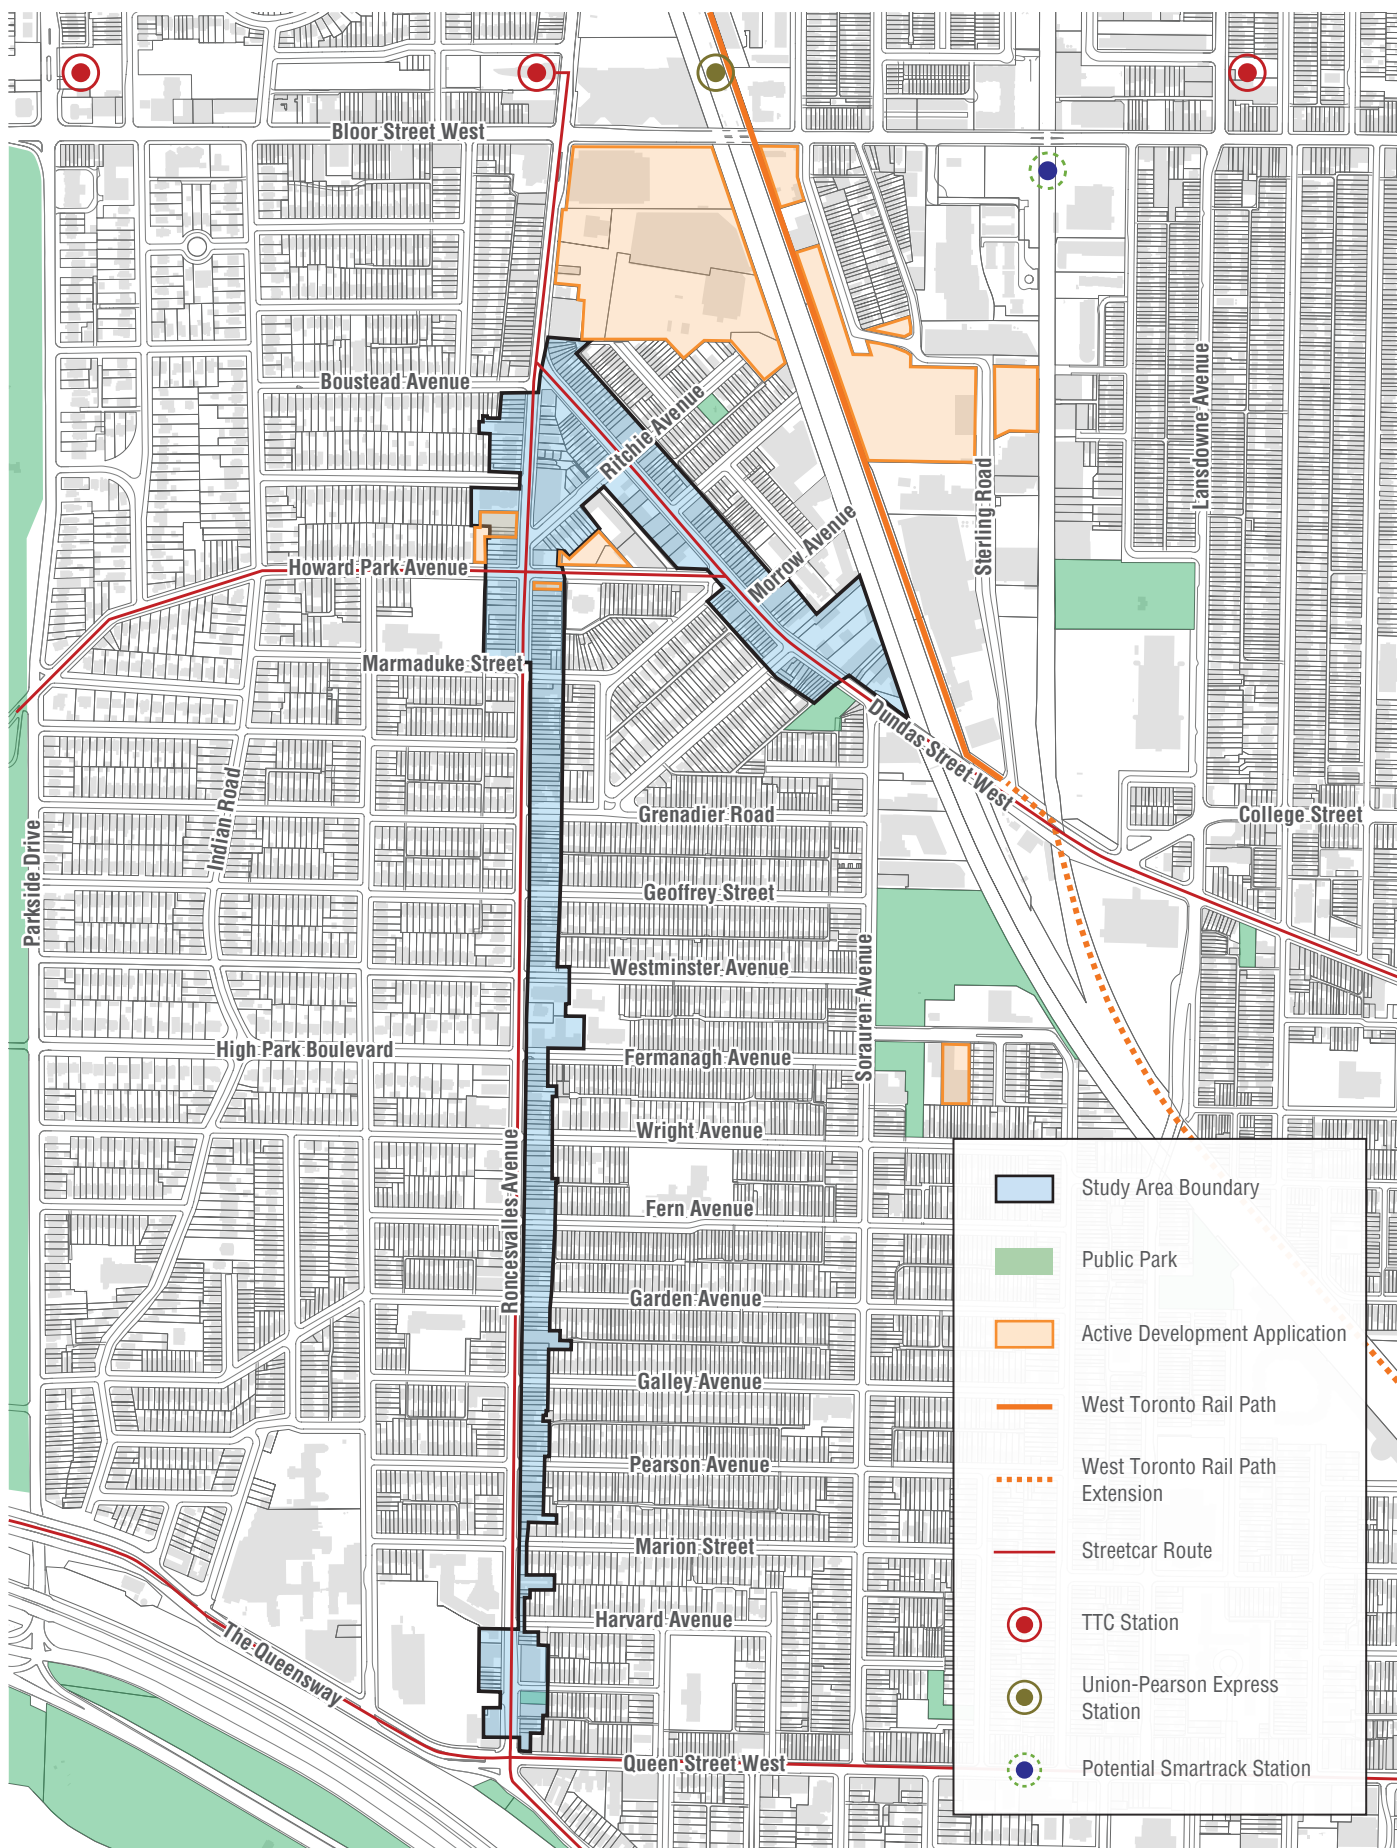 Bloor Street West
Boustead Avenue
Ritchie Avenue
Lansdowne Avenue
Sterling Road
Morrow Avenue
Howard Park Avenue
Marmaduke Street
Dundas Street West
Indian Road
Parkside Drive
Grenadier Road
College Street
Geoffrey Street
Westminster Avenue
Sorauren Avenue
High Park Boulevard
Fermanagh Avenue
Wright Avenue
Roncesvalles Avenue
Fern Avenue
Garden Avenue
Galley Avenue
Pearson Avenue
Marion Street
Harvard Avenue
The Queensway
Queen Street West
Study Area Boundary
Public Park
Active Development Application
West Toronto Rail Path
West Toronto Rail Path
Extension
Streetcar Route
TTC Station
Union-Pearson Express
Station
Potential Smartrack Station